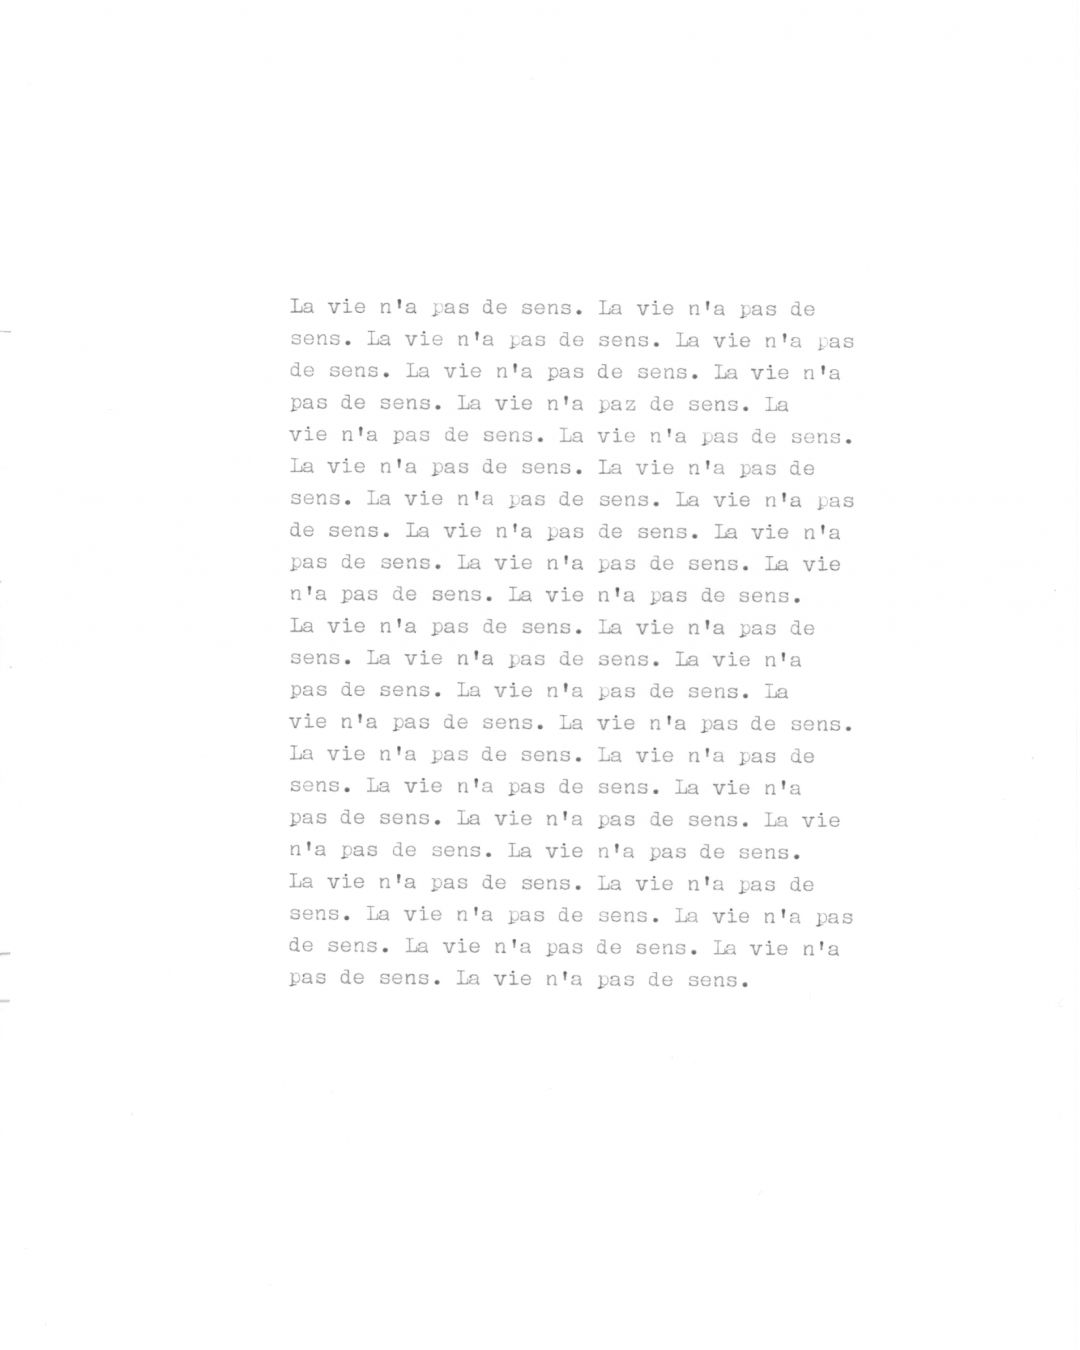 La vie n'a pas de sens. La vie n'a pas de
sens. La vie n'a pas de sens. La vie n'a pas
de sens. La vie n'a pas de sens. La vie n'a
pas de sens. La vie n'a paz de sens. La
vie n'a pas de sens. La vie n'a pas de sens.
La vie n'a pas de sens. La vie n'a pas de
sens. La vie n'a pas de sens. La vie n'a pas
de sens. La vie n'a pas de sens. La vie n'a
pas de sens. La vie n'a pas de sens. La vie
n'a pas de sens. La vie n'a pas de sens.
La vie n'a pas de sens. La vie n'a pas de
sens. La vie n'a pas de sens. La vie n'a
pas de sens. La vie n'a pas de sens. La
vie n'a pas de sens. La vie n'a pas de sens.
La vie n'a pas de sens. La vie n'a pas de
sens. La vie n'a pas de sens. La vie n'a
pas de sens. La vie n'a pas de sens. La vie
n'a pas de sens. La vie n'a pas de sens.
La vie n'a pas de sens. La vie n'a pas de
sens. La vie n'a pas de sens. La vie n'a pas
de sens. La vie n'a pas de sens. La vie n'a
pas de sens. La vie n'a pas de sens.